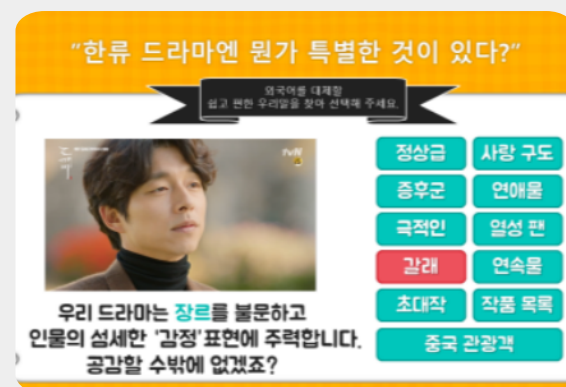 "한류 드라마엔 뭔가 특별한 것이 있다?"
외국어를 대체할
쉽고 편한 우리말을 찾아 선택해 주세요.
tvN
정상급
사랑 구도
증후군
연애물
극적인
열성 팬
갈래
연속물
초대작
작품 목록
중국 관광객
우리 드라마는 장르를 불문하고
인물의 섬세한 '감정'표현에 주력합니다.
공감할 수밖에 없겠죠?